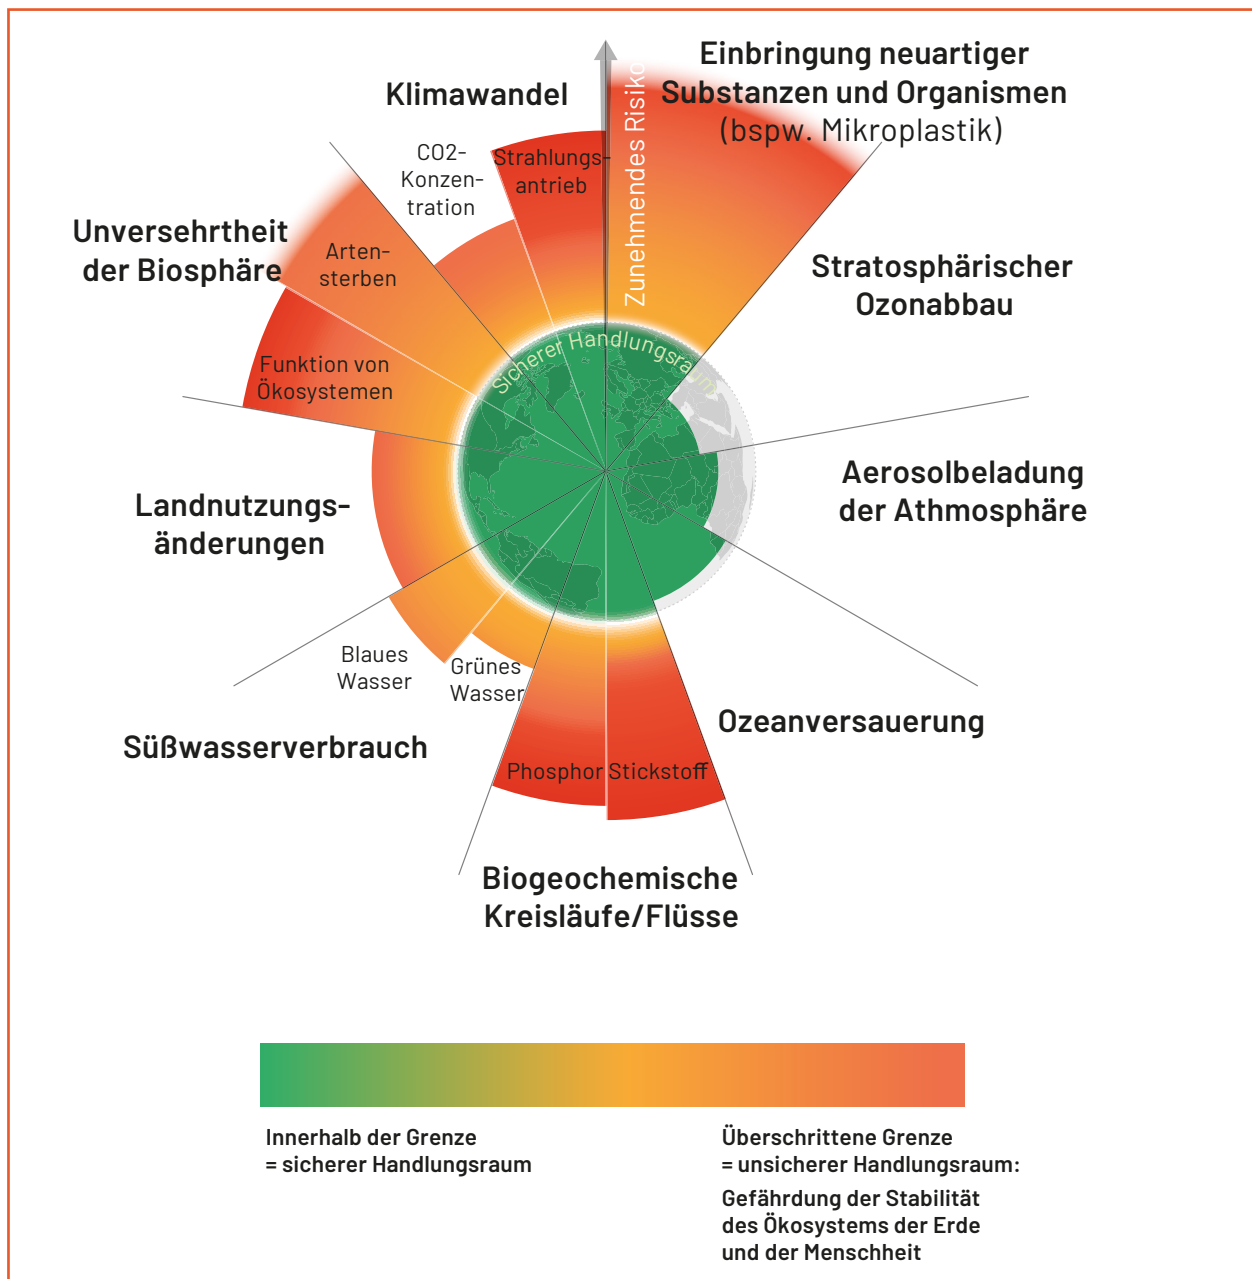 Klimawandel
CO2-
Konzen-
tration
Strahlungs-
antrieb
Zunehmendes Risiko
Einbringung neuartiger
Substanzen und Organismen
(bspw. Mikroplastik)
Unversehrtheit
der Biosphäre
Arten-
sterben
Funktion von
Ökosystemen
Stratosphärischer
Ozonabbau
Sicherer Handlungsraum
Aerosolbeladung
der Athmosphäre
Landnutzungs-
änderungen
Blaues
Wasser
Grünes
Wasser
Süßwasserverbrauch
Ozeanversauerung
Phosphor
Stickstoff
Biogeochemische
Kreisläufe/Flüsse
Innerhalb der Grenze
= sicherer Handlungsraum
Überschrittene Grenze
= unsicherer Handlungsraum:
Gefährdung der Stabilität
des Ökosystems der Erde
und der Menschheit